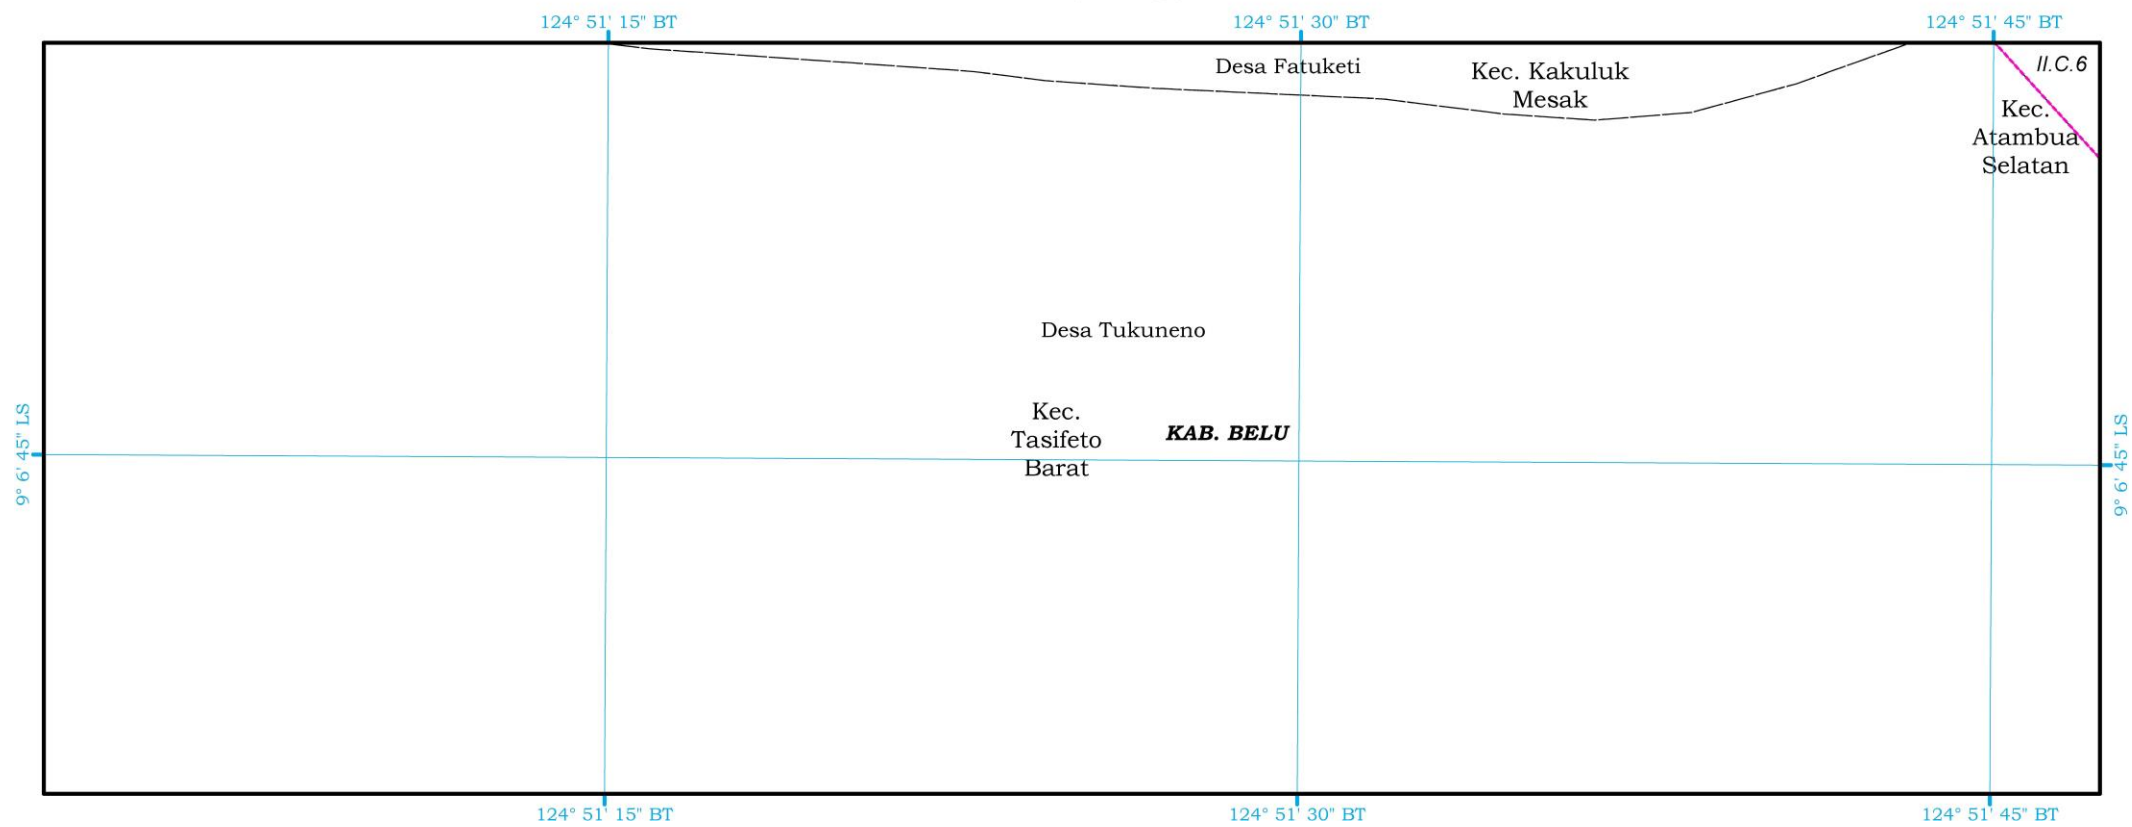 124° 51' 15" BT
124° 51' 30" BT
124° 51' 45" BT
Desa Fatuketi
Kec. Kakuluk
Mesak
II.C.6
Kec.
Atambua
Selatan
Desa Tukuneno
Kec.
Tasifeto
Barat
KAB. BELU
9° 6' 45" LS
9° 6' 45" LS
124° 51' 15" BT
124° 51' 30" BT
124° 51' 45" BT